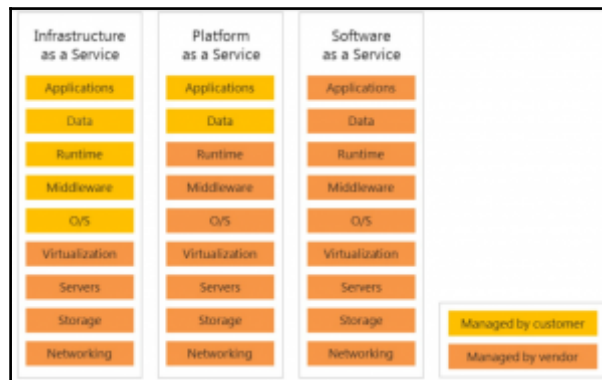 Infrastructure
as a Service
Applications
Data
Runtime
Middleware
O/S
Virtualization
Servers
Storage
Networking
Platform
as a Service
Applications
Data
Runtime
Middleware
O/S
Virtualization
Servers
Storage
Networking
Software
as a Service
Applications
Data
Runtime
Middleware
O/S
Virtualization
Servers
Storage
Networking
Managed by customer
Managed by vendor